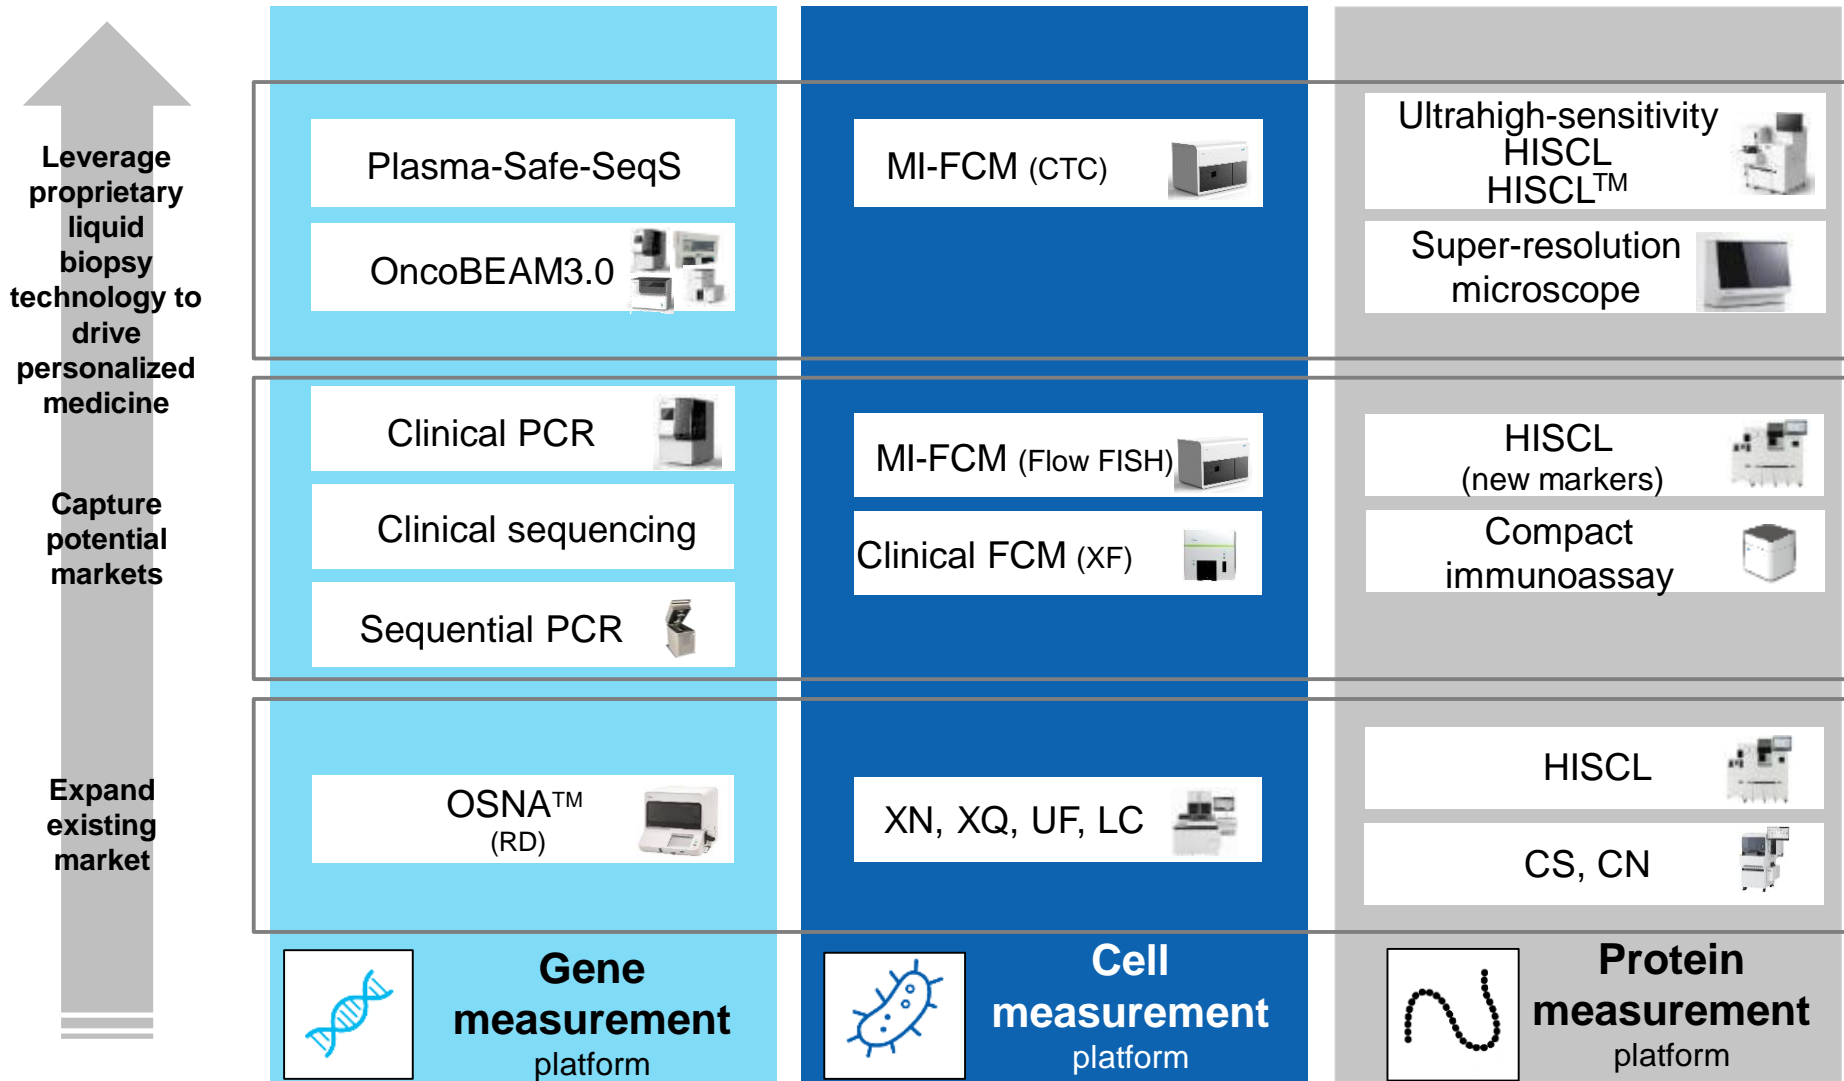 Leverage
proprietary
liquid
biopsy
technology to
drive
personalized
medicine
Plasma-Safe-SeqS
OncoBEAM3.0
MI-FCM (CTC)
Ultrahigh-sensitivity
HISCL
HISCL™
Super-resolution
microscope
Capture
potential
markets
Clinical PCR
Clinical sequencing
Sequential PCR
MI-FCM (Flow FISH)
Clinical FCM (XF)
HISCL
(new markers)
Compact
immunoassay
Expand
existing
market
OSNA™
(RD)
XN, XQ, UF, LC
HISCL
CS, CN
Gene
measurement
platform
Cell
measurement
platform
Protein
measurement
platform